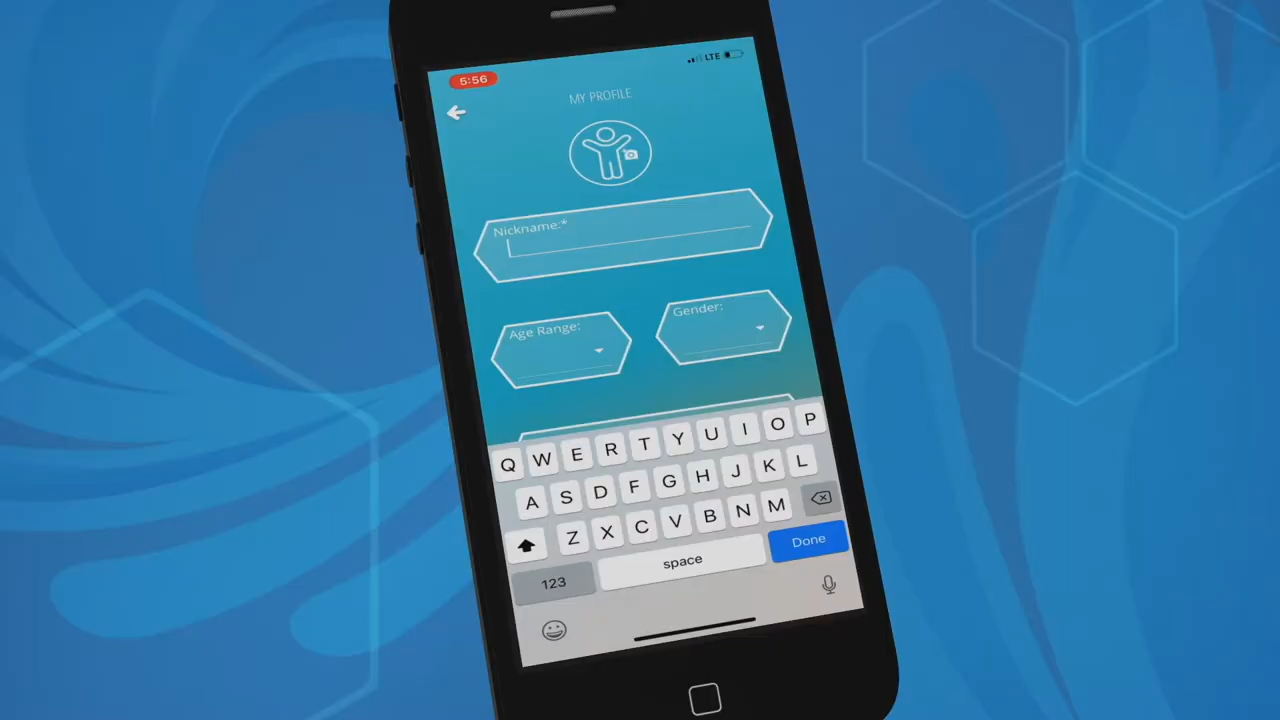 5:56
LTE
MY PROFILE
Nickname:*
Age Range:
Gender:
Q W E R T Y U I O P
A S D F G H J K L
Z X C V B N M
123
space
Done